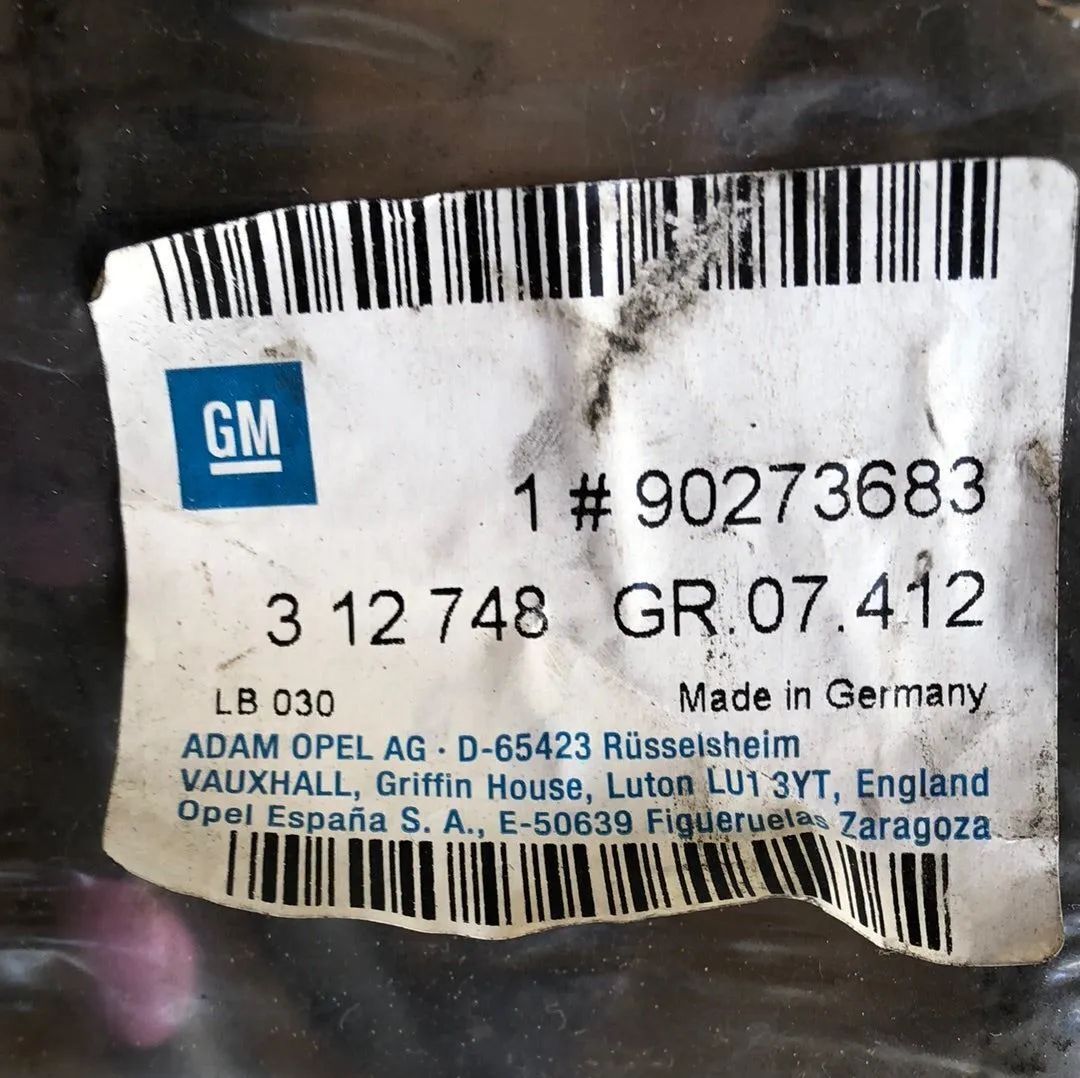 GM
1 # 90273683
3 12 748 GR.07.412
LB 030 Made in Germany
ADAM OPEL AG · D-65423 Rüsselsheim
VAUXHALL, Griffin House, Luton LU1 3YT, England
Opel España S. A., E-50639 Figueruelas Zaragoza